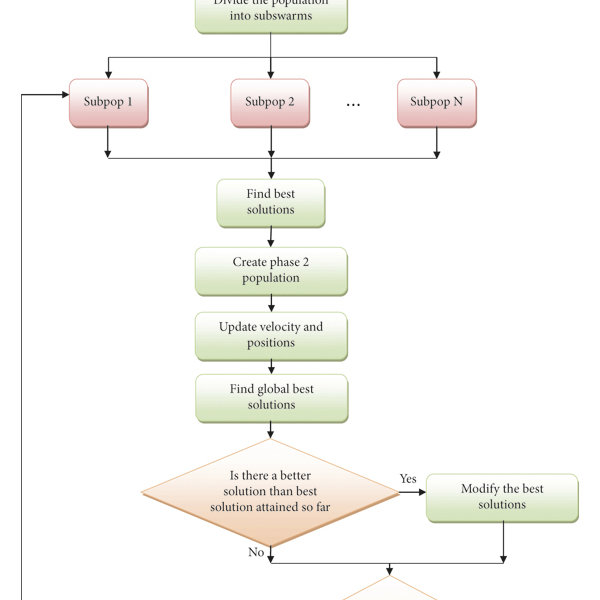 Divide the population
into subswarms
Subpop 1
Subpop 2
...
Subpop N
Find best
solutions
Create phase 2
population
Update velocity and
positions
Find global best
solutions
Is there a better
solution than best
solution attained so far
Yes
Modify the best
solutions
No